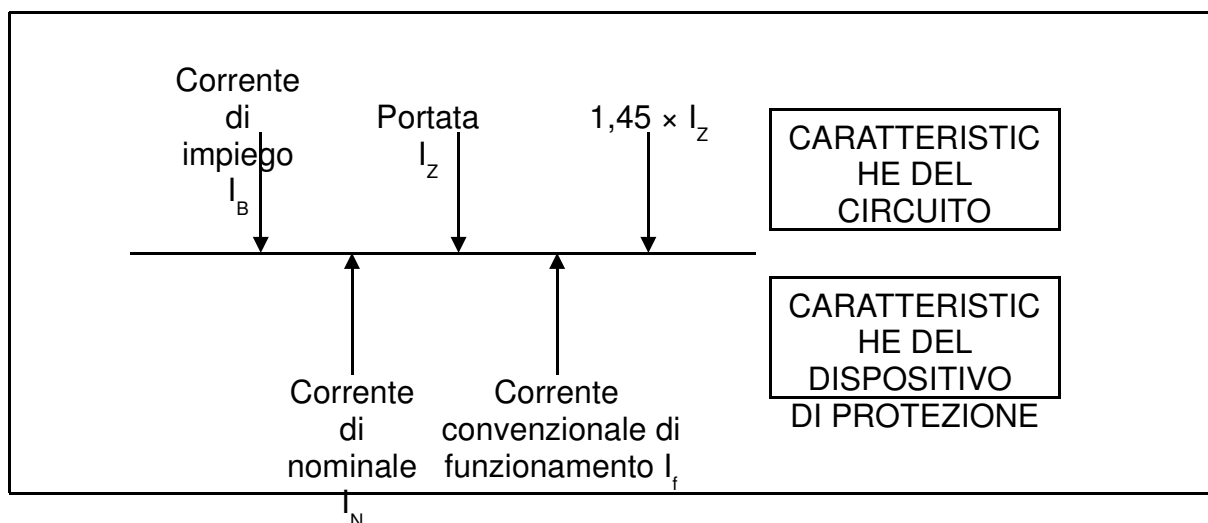 Corrente
di
impiego
I_B
Portata
I_Z
1,45 × I_Z
CARATTERISTIC
HE DEL
CIRCUITO
CARATTERISTIC
HE DEL
DISPOSITIVO
DI PROTEZIONE
Corrente
di
nominale
I_N
Corrente
convenzionale di
funzionamento I_f